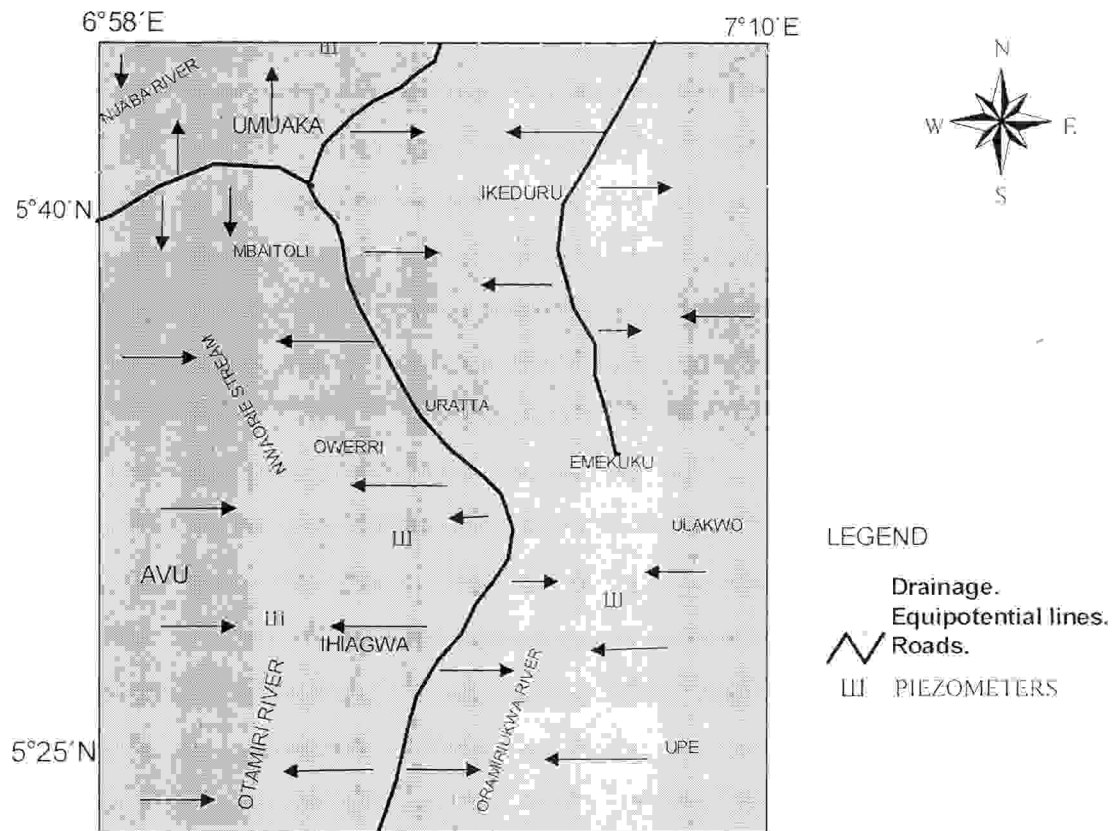 6°58´E
7°10´E
N
W E
S
NJABA RIVER
UMUAKA
IKEDURU
5°40´N
MBAITOLI
NWAORIE STREAM
URATTA
OWERRI
EMEKUKU
ULAKWO
LEGEND
AVU
Drainage.
Equipotential lines.
Roads.
IHIAGWA
PIEZOMETERS
OTAMIRI RIVER
ORAMIRIUKWA RIVER
UPE
5°25´N